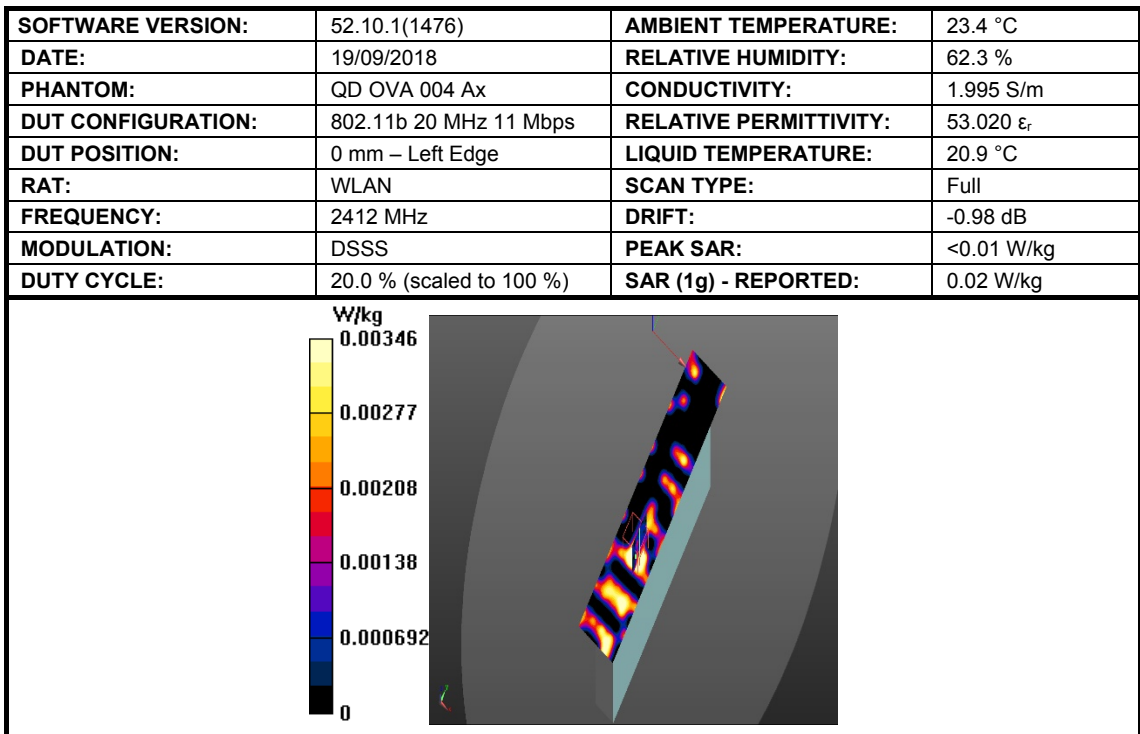 SOFTWARE VERSION: 52.10.1(1476) AMBIENT TEMPERATURE: 23.4 °C
DATE: 19/09/2018 RELATIVE HUMIDITY: 62.3 %
PHANTOM: QD OVA 004 Ax CONDUCTIVITY: 1.995 S/m
DUT CONFIGURATION: 802.11b 20 MHz 11 Mbps RELATIVE PERMITTIVITY: 53.020 εᵣ
DUT POSITION: 0 mm – Left Edge LIQUID TEMPERATURE: 20.9 °C
RAT: WLAN SCAN TYPE: Full
FREQUENCY: 2412 MHz DRIFT: -0.98 dB
MODULATION: DSSS PEAK SAR: <0.01 W/kg
DUTY CYCLE: 20.0 % (scaled to 100 %) SAR (1g) - REPORTED: 0.02 W/kg
W/kg
0.00346
0.00277
0.00208
0.00138
0.000692
0